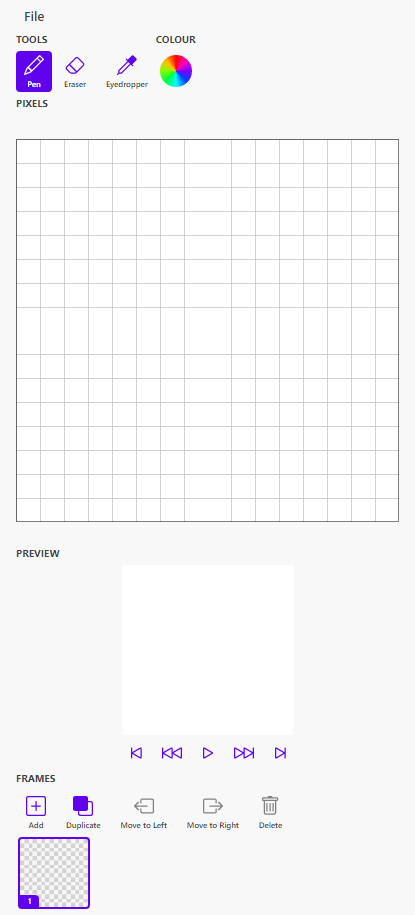 File
TOOLS
COLOUR
Pen
Eraser
Eyedropper
PIXELS
PREVIEW
FRAMES
Add
Duplicate
Move to Left
Move to Right
Delete
1